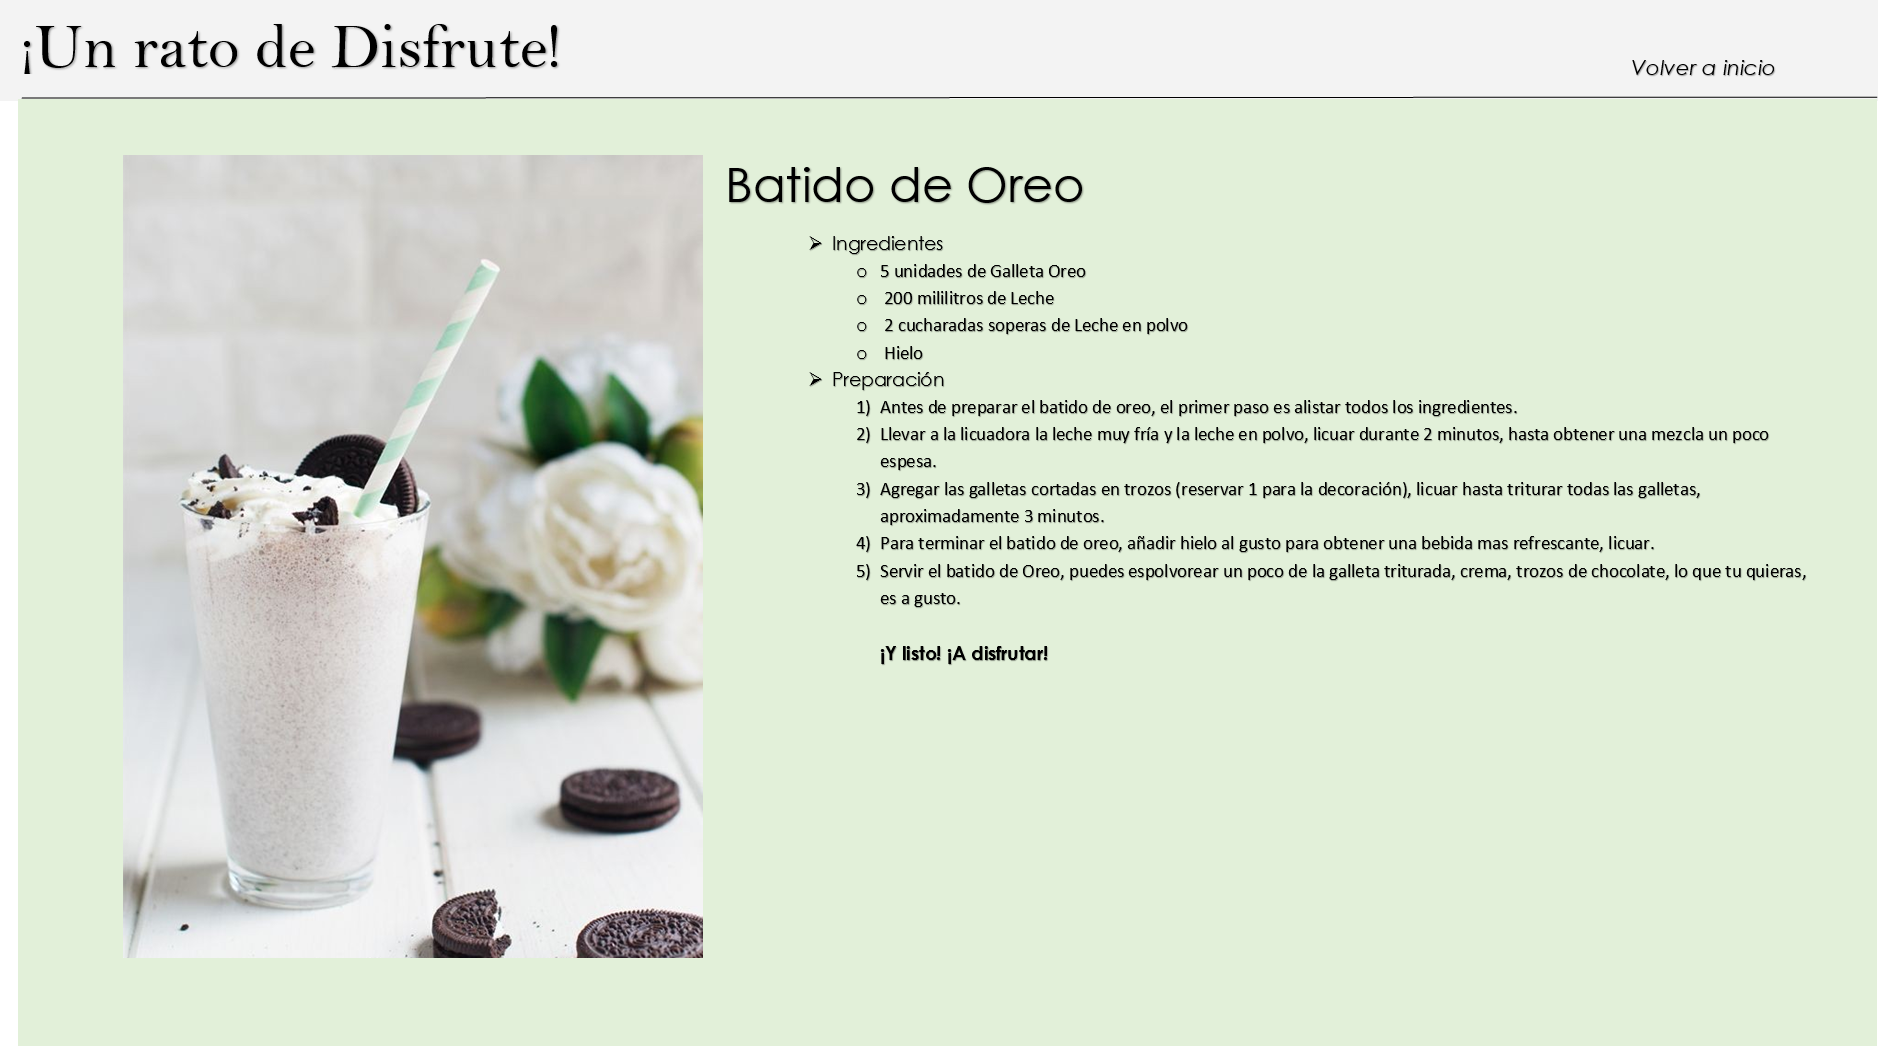 ¡Un rato de Disfrute!
Volver a inicio
Batido de Oreo
➢ Ingredientes
o 5 unidades de Galleta Oreo
o 200 mililitros de Leche
o 2 cucharadas soperas de Leche en polvo
o Hielo
➢ Preparación
1) Antes de preparar el batido de oreo, el primer paso es alistar todos los ingredientes.
2) Llevar a la licuadora la leche muy fría y la leche en polvo, licuar durante 2 minutos, hasta obtener una mezcla un poco
espesa.
3) Agregar las galletas cortadas en trozos (reservar 1 para la decoración), licuar hasta triturar todas las galletas,
aproximadamente 3 minutos.
4) Para terminar el batido de oreo, añadir hielo al gusto para obtener una bebida mas refrescante, licuar.
5) Servir el batido de Oreo, puedes espolvorear un poco de la galleta triturada, crema, trozos de chocolate, lo que tu quieras,
es a gusto.
¡Y listo! ¡A disfrutar!